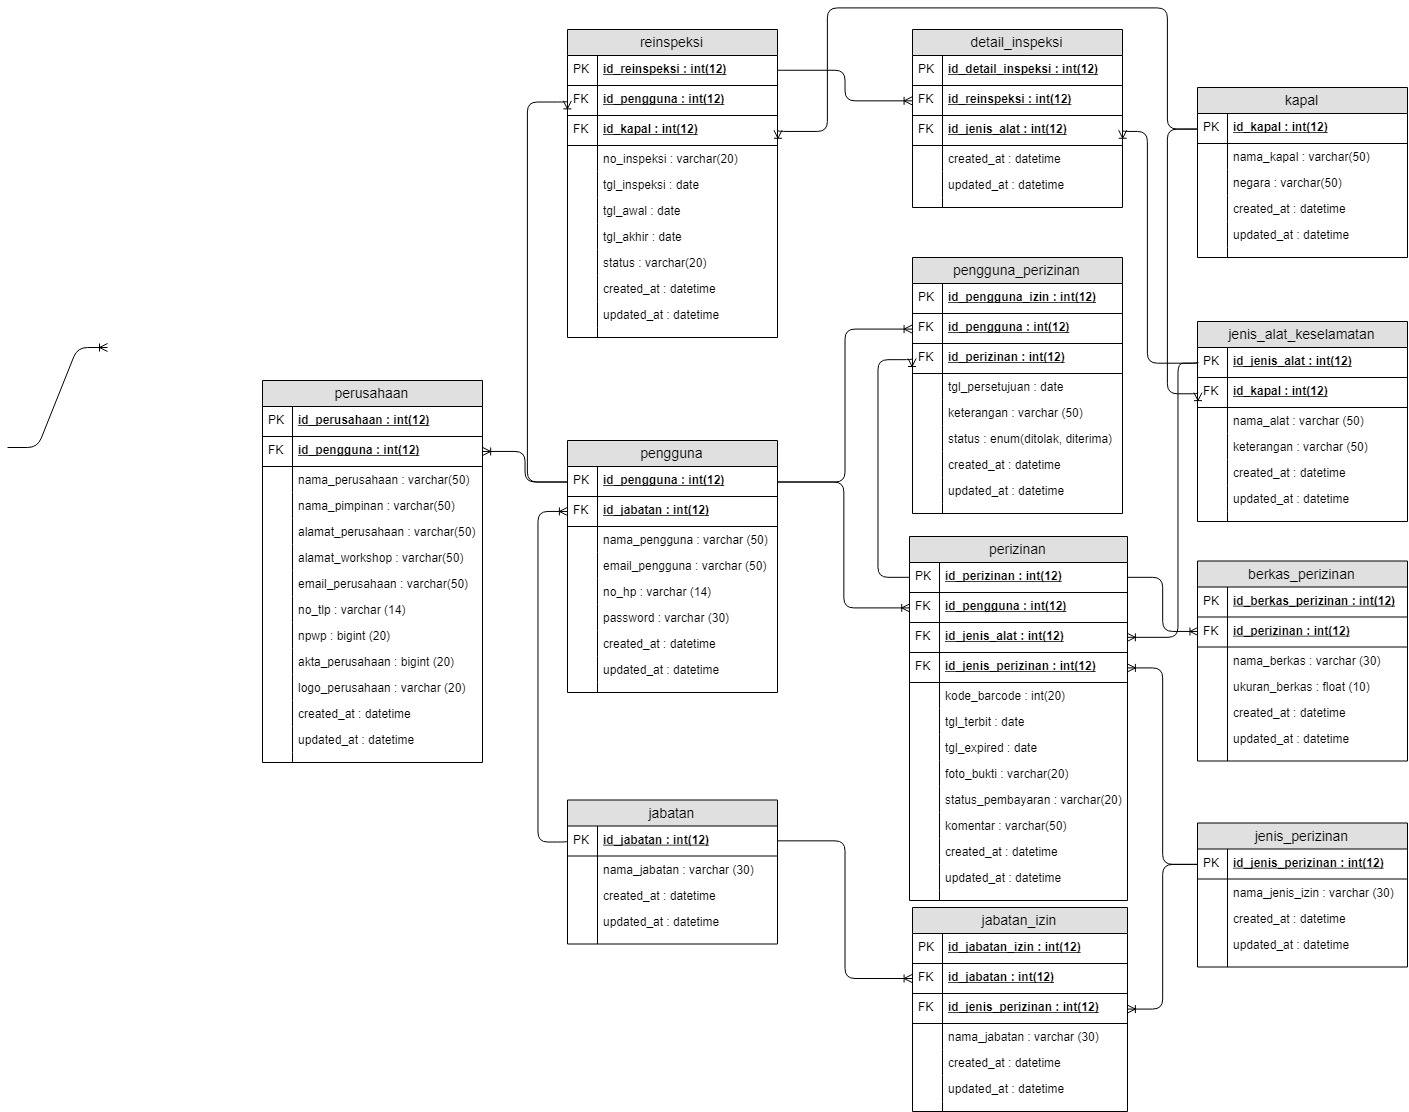 reinspeksi
PK id_reinspeksi : int(12)
FK id_pengguna : int(12)
FK id_kapal : int(12)
no_inspeksi : varchar(20)
tgl_inspeksi : date
tgl_awal : date
tgl_akhir : date
status : varchar(20)
created_at : datetime
updated_at : datetime
detail_inspeksi
PK id_detail_inspeksi : int(12)
FK id_reinspeksi : int(12)
FK id_jenis_alat : int(12)
created_at : datetime
updated_at : datetime
kapal
PK id_kapal : int(12)
nama_kapal : varchar(50)
negara : varchar(50)
created_at : datetime
updated_at : datetime
pengguna_perizinan
PK id_pengguna_izin : int(12)
FK id_pengguna : int(12)
FK id_perizinan : int(12)
tgl_persetujuan : date
keterangan : varchar (50)
status : enum(ditolak, diterima)
created_at : datetime
updated_at : datetime
jenis_alat_keselamatan
PK id_jenis_alat : int(12)
FK id_kapal : int(12)
nama_alat : varchar (50)
keterangan : varchar (50)
created_at : datetime
updated_at : datetime
perusahaan
PK id_perusahaan : int(12)
FK id_pengguna : int(12)
nama_perusahaan : varchar(50)
nama_pimpinan : varchar(50)
alamat_perusahaan : varchar(50)
alamat_workshop : varchar(50)
email_perusahaan : varchar(50)
no_tlp : varchar (14)
npwp : bigint (20)
akta_perusahaan : bigint (20)
logo_perusahaan : varchar (20)
created_at : datetime
updated_at : datetime
pengguna
PK id_pengguna : int(12)
FK id_jabatan : int(12)
nama_pengguna : varchar (50)
email_pengguna : varchar (50)
no_hp : varchar (14)
password : varchar (30)
created_at : datetime
updated_at : datetime
perizinan
PK id_perizinan : int(12)
FK id_pengguna : int(12)
FK id_jenis_alat : int(12)
FK id_jenis_perizinan : int(12)
kode_barcode : int(20)
tgl_terbit : date
tgl_expired : date
foto_bukti : varchar(20)
status_pembayaran : varchar(20)
komentar : varchar(50)
created_at : datetime
updated_at : datetime
berkas_perizinan
PK id_berkas_perizinan : int(12)
FK id_perizinan : int(12)
nama_berkas : varchar (30)
ukuran_berkas : float (10)
created_at : datetime
updated_at : datetime
jabatan
PK id_jabatan : int(12)
nama_jabatan : varchar (30)
created_at : datetime
updated_at : datetime
jenis_perizinan
PK id_jenis_perizinan : int(12)
nama_jenis_izin : varchar (30)
created_at : datetime
updated_at : datetime
jabatan_izin
PK id_jabatan_izin : int(12)
FK id_jabatan : int(12)
FK id_jenis_perizinan : int(12)
nama_jabatan : varchar (30)
created_at : datetime
updated_at : datetime